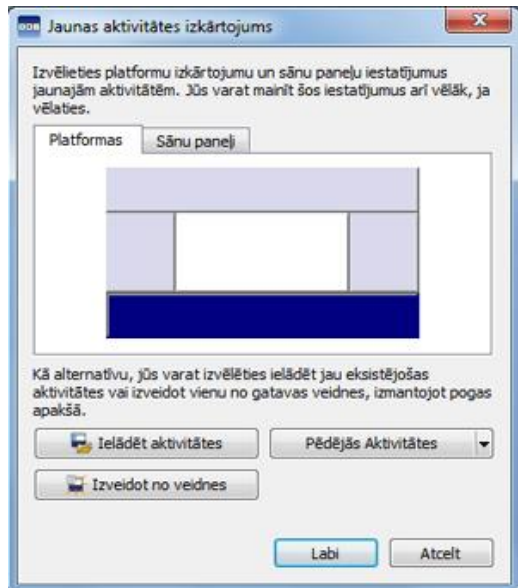 Jaunas aktivitātes izkārtojums
Izvēlieties platformu izkārtojumu un sānu paneļu iestatījumus
jaunajām aktivitātēm. Jūs varat mainīt šos iestatījumus arī vēlāk, ja
vēlaties.
Platformas Sānu paneļi
Kā alternatīvu, jūs varat izvēlēties ielādēt jau eksistējošas
aktivitātes vai izveidot vienu no gatavas veidnes, izmantojot pogas
apakšā.
Ielādēt aktivitātes Pēdējās Aktivitātes
Izveidot no veidnes
Labi Atcelt